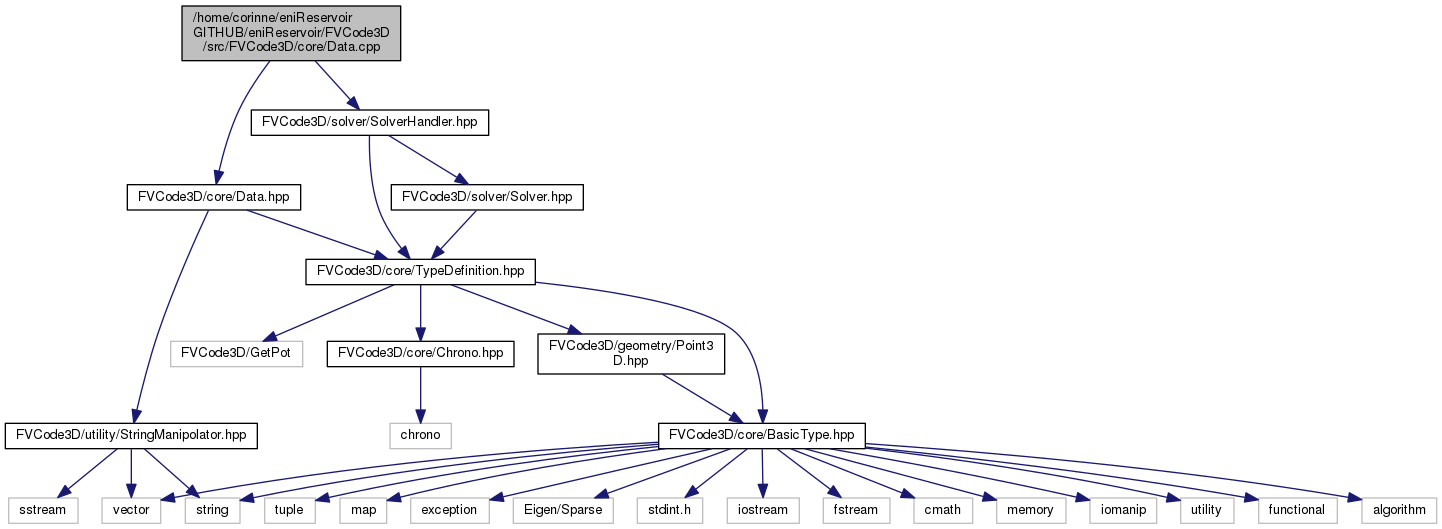 /home/corinne/eniReservoir
GITHUB/eniReservoir/FVCode3D
/src/FVCode3D/core/Data.cpp
FVCode3D/solver/SolverHandler.hpp
FVCode3D/core/Data.hpp
FVCode3D/solver/Solver.hpp
FVCode3D/core/TypeDefinition.hpp
FVCode3D/GetPot
FVCode3D/core/Chrono.hpp
FVCode3D/geometry/Point3
D.hpp
FVCode3D/utility/StringManipolator.hpp
chrono
FVCode3D/core/BasicType.hpp
sstream
vector
string
tuple
map
exception
Eigen/Sparse
stdint.h
iostream
fstream
cmath
memory
iomanip
utility
functional
algorithm